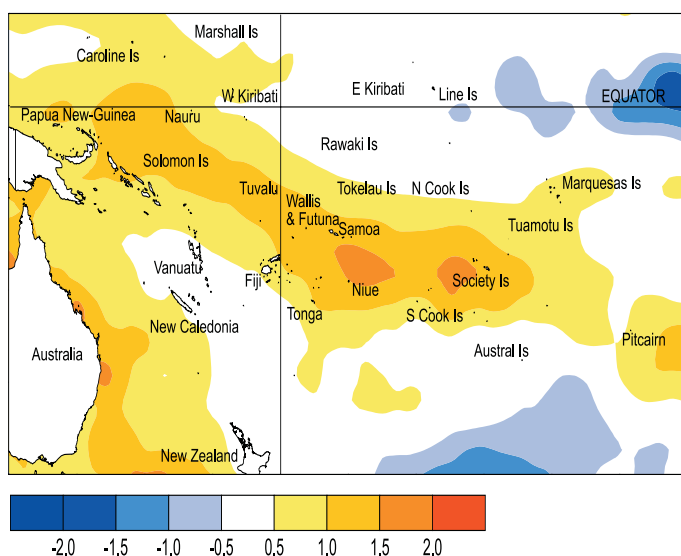 Marshall Is
Caroline Is
W Kiribati
E Kiribati
Line Is
EQUATOR
Papua New-Guinea
Nauru
Rawaki Is
Solomon Is
Tuvalu
Tokelau Is
N Cook Is
Marquesas Is
Wallis
& Futuna
Samoa
Tuamotu Is
Vanuatu
Fiji
Niue
Society Is
Tonga
S Cook Is
New Caledonia
Pitcairn
Australia
Austral Is
New Zealand
-2.0 -1.5 -1.0 -0.5 0.5 1.0 1.5 2.0